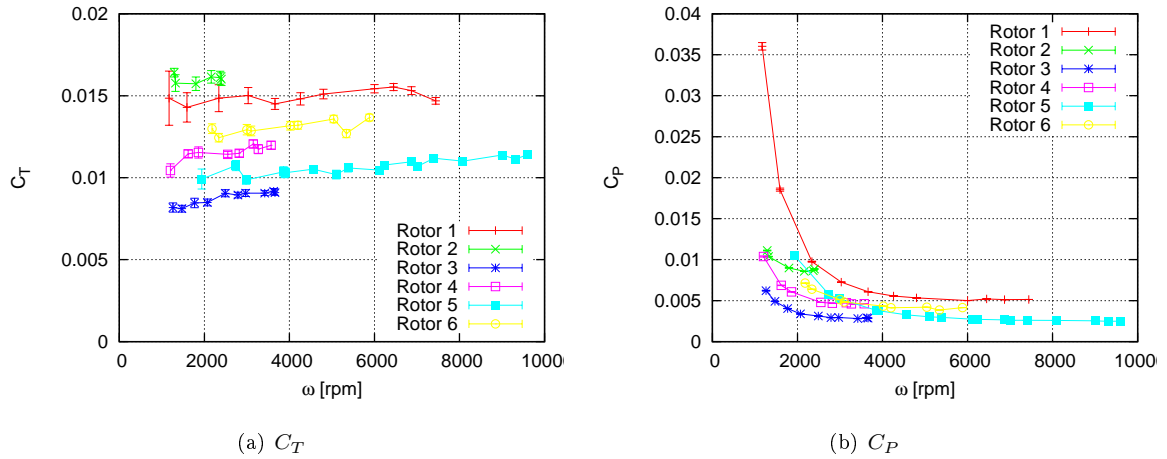 0.02
0.015
0.01
0.005
0
C_T
0 2000 4000 6000 8000 1000
ω [rpm]
Rotor 1
Rotor 2
Rotor 3
Rotor 4
Rotor 5
Rotor 6
(a) C_T
0.04
0.035
0.03
0.025
0.02
0.015
0.01
0.005
0
C_P
0 2000 4000 6000 8000 1000
ω [rpm]
Rotor 1
Rotor 2
Rotor 3
Rotor 4
Rotor 5
Rotor 6
(b) C_P